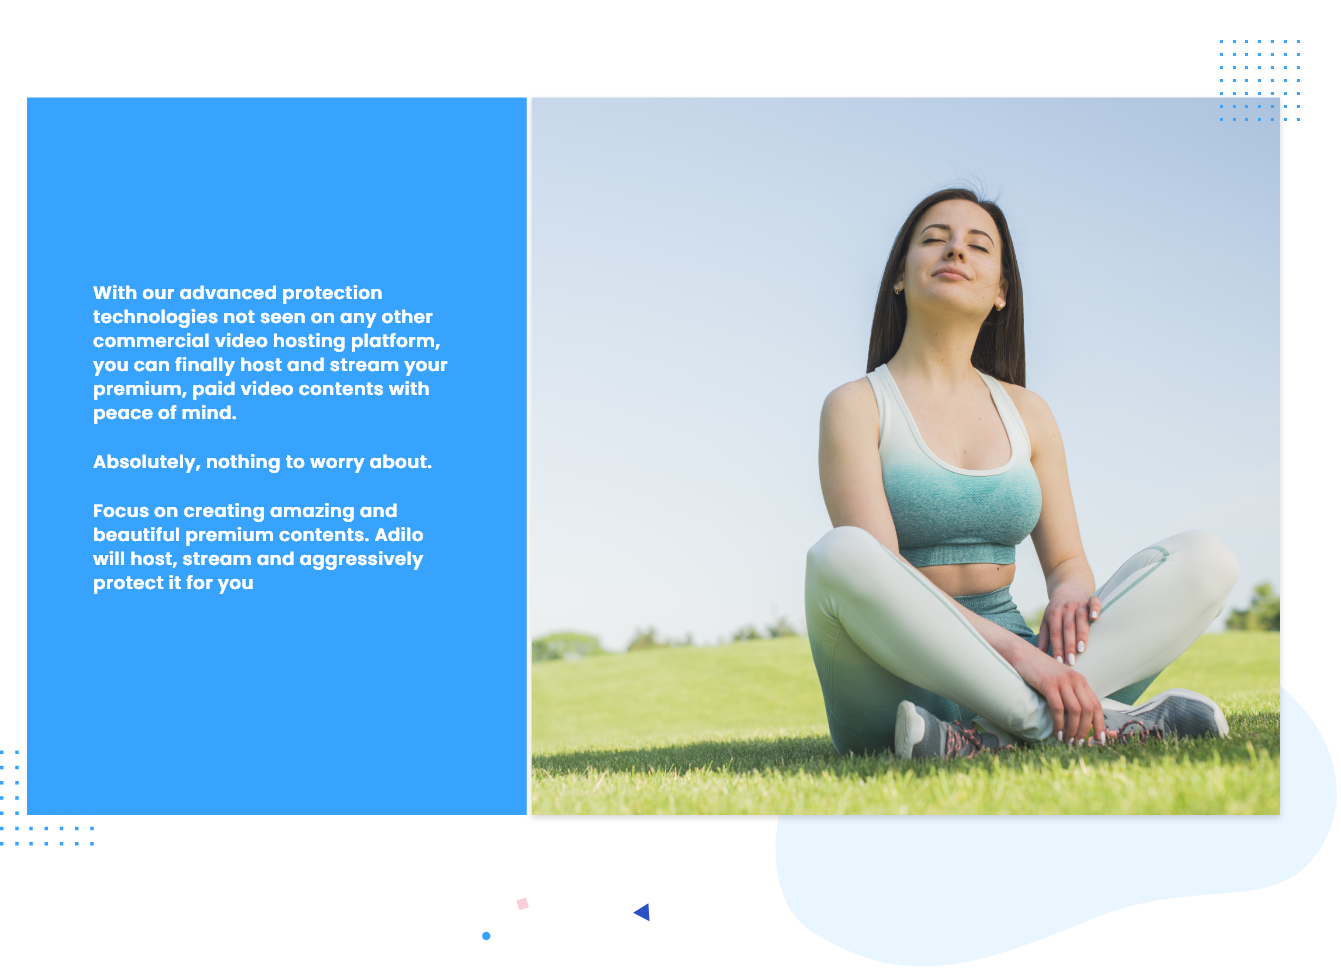 With our advanced protection
technologies not seen on any other
commercial video hosting platform,
you can finally host and stream your
premium, paid video contents with
peace of mind.
Absolutely, nothing to worry about.
Focus on creating amazing and
beautiful premium contents. Adilo
will host, stream and aggressively
protect it for you